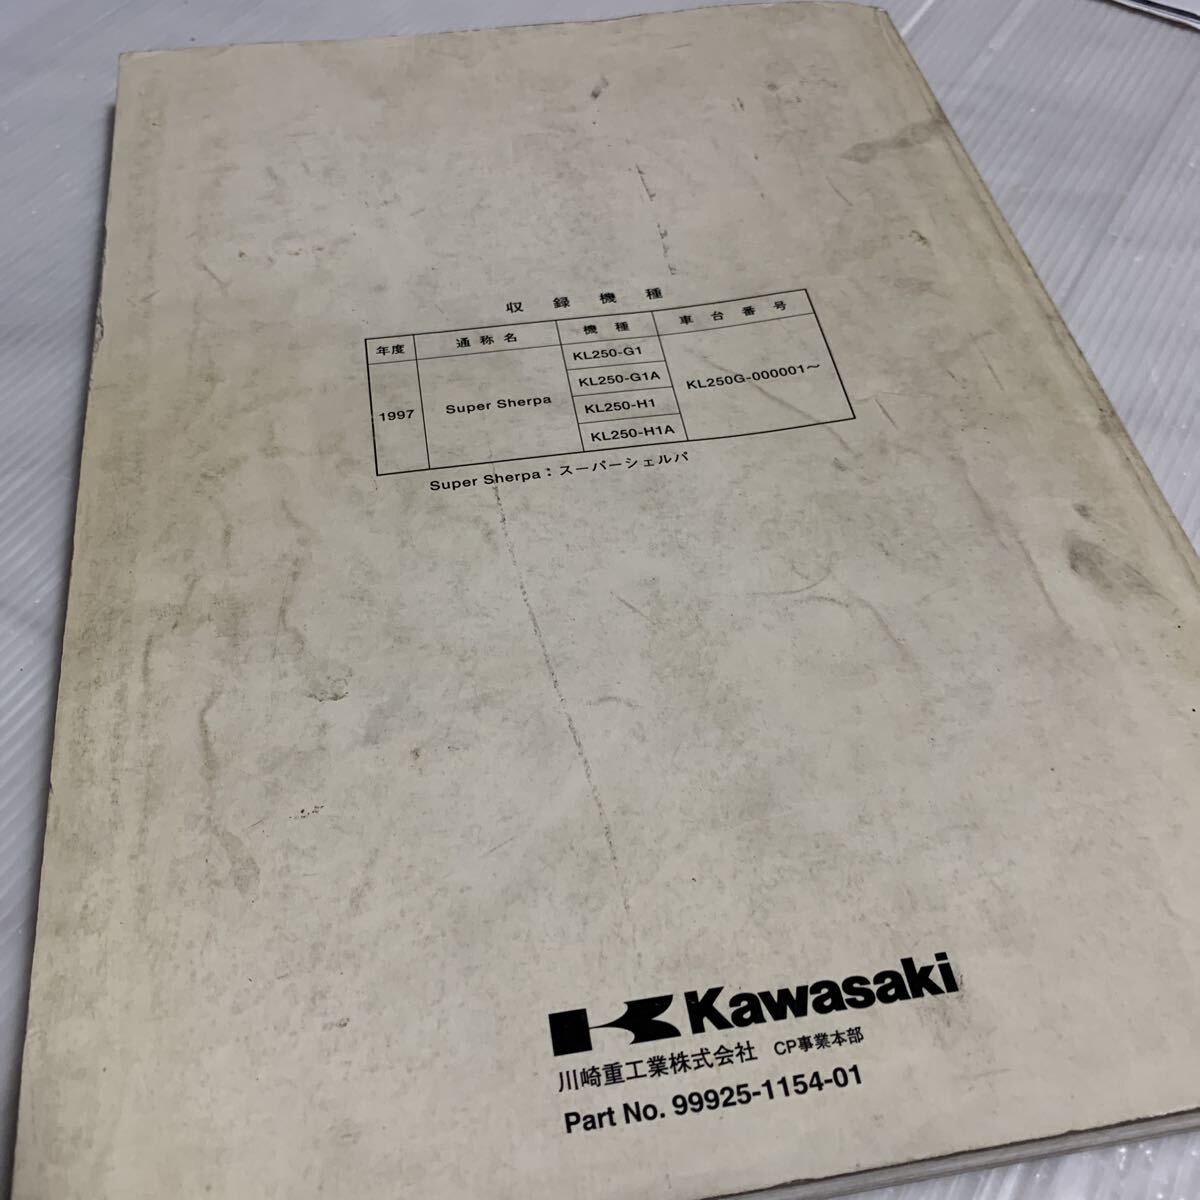 収録機種
年度 通称名 機種 車台番号
1997 Super Sherpa KL250-G1 KL250G-000001～
KL250-G1A
KL250-H1
KL250-H1A
Super Sherpa：スーパーシェルパ
Kawasaki
川崎重工業株式会社 CP事業本部
Part No. 99925-1154-01